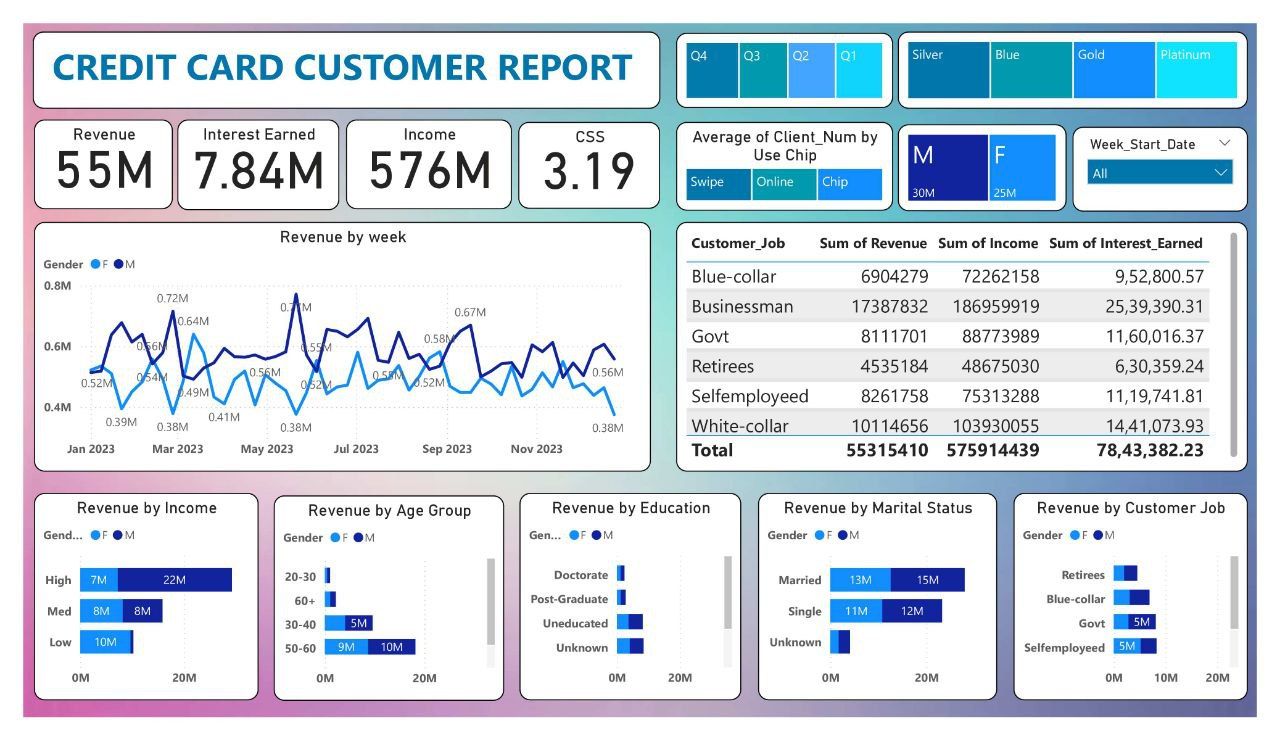 CREDIT CARD CUSTOMER REPORT
Q4 Q3 Q2 Q1
Silver Blue Gold Platinum
Revenue
55M
Interest Earned
7.84M
Income
576M
CSS
3.19
Average of Client_Num by
Use Chip
Swipe Online Chip
M F
30M 25M
Week_Start_Date
All
Revenue by week
Gender F M
0.8M
0.6M
0.4M
0.72M
0.64M
0.56M
0.54M
0.52M
0.49M
0.39M
0.38M
0.41M
0.56M
0.38M
0.55M
0.52M
0.52M
0.58M
0.67M
0.56M
0.38M
Jan 2023 Mar 2023 May 2023 Jul 2023 Sep 2023 Nov 2023
Customer_Job Sum of Revenue Sum of Income Sum of Interest_Earned
Blue-collar 6904279 72262158 9,52,800.57
Businessman 17387832 186959919 25,39,390.31
Govt 8111701 88773989 11,60,016.37
Retirees 4535184 48675030 6,30,359.24
Selfemployeed 8261758 75313288 11,19,741.81
White-collar 10114656 103930055 14,41,073.93
Total 55315410 575914439 78,43,382.23
Revenue by Income
Gend... F M
High 7M 22M
Med 8M 8M
Low 10M
0M 20M
Revenue by Age Group
Gender F M
20-30
60+
30-40 5M
50-60 9M 10M
0M 20M
Revenue by Education
Gen... F M
Doctorate
Post-Graduate
Uneducated
Unknown
0M 20M
Revenue by Marital Status
Gender F M
Married 13M 15M
Single 11M 12M
Unknown
0M 20M
Revenue by Customer Job
Gender F M
Retirees
Blue-collar
Govt 5M
Selfemployeed 5M
0M 10M 20M